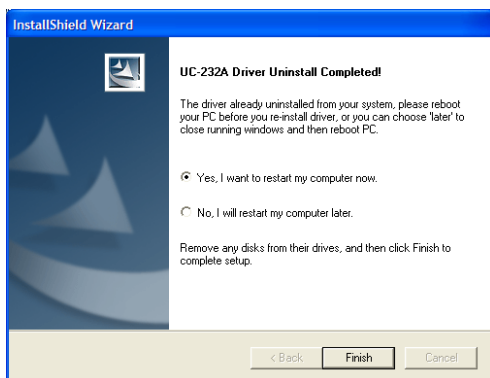 InstallShield Wizard
UC-232A Driver Uninstall Completed!
The driver already uninstalled from your system, please reboot
your PC before you re-install driver, or you can choose 'later' to
close running windows and then reboot PC.
Yes, I want to restart my computer now.
No, I will restart my computer later.
Remove any disks from their drives, and then click Finish to
complete setup.
< Back Finish Cancel